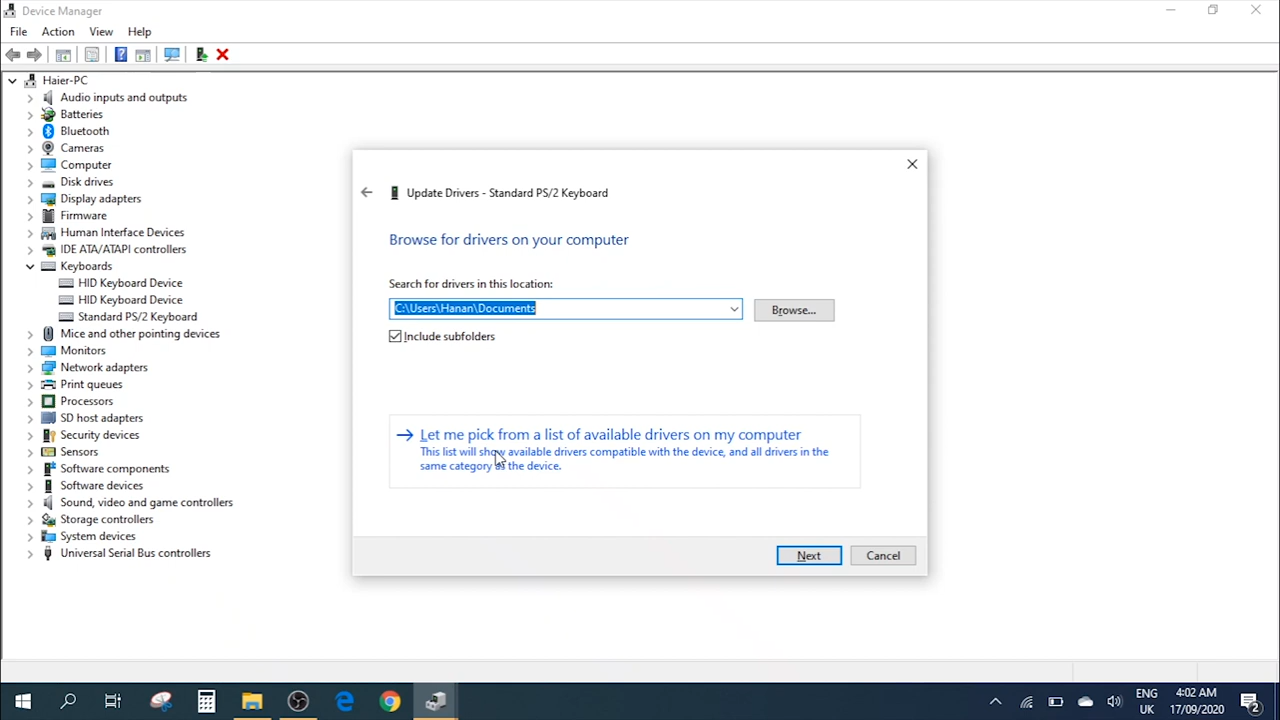 Device Manager
File Action View Help
Haier-PC
Audio inputs and outputs
Batteries
Bluetooth
Cameras
Computer
Disk drives
Display adapters
Firmware
Human Interface Devices
IDE ATA/ATAPI controllers
Keyboards
HID Keyboard Device
HID Keyboard Device
Standard PS/2 Keyboard
Mice and other pointing devices
Monitors
Network adapters
Print queues
Processors
SD host adapters
Security devices
Sensors
Software components
Software devices
Sound, video and game controllers
Storage controllers
System devices
Universal Serial Bus controllers
Update Drivers - Standard PS/2 Keyboard
Browse for drivers on your computer
Search for drivers in this location:
C:\Users\Hanan\Documents
Browse...
Include subfolders
Let me pick from a list of available drivers on my computer
This list will show available drivers compatible with the device, and all drivers in the
same category as the device.
Next Cancel
ENG
UK
4:02 AM
17/09/2020
2